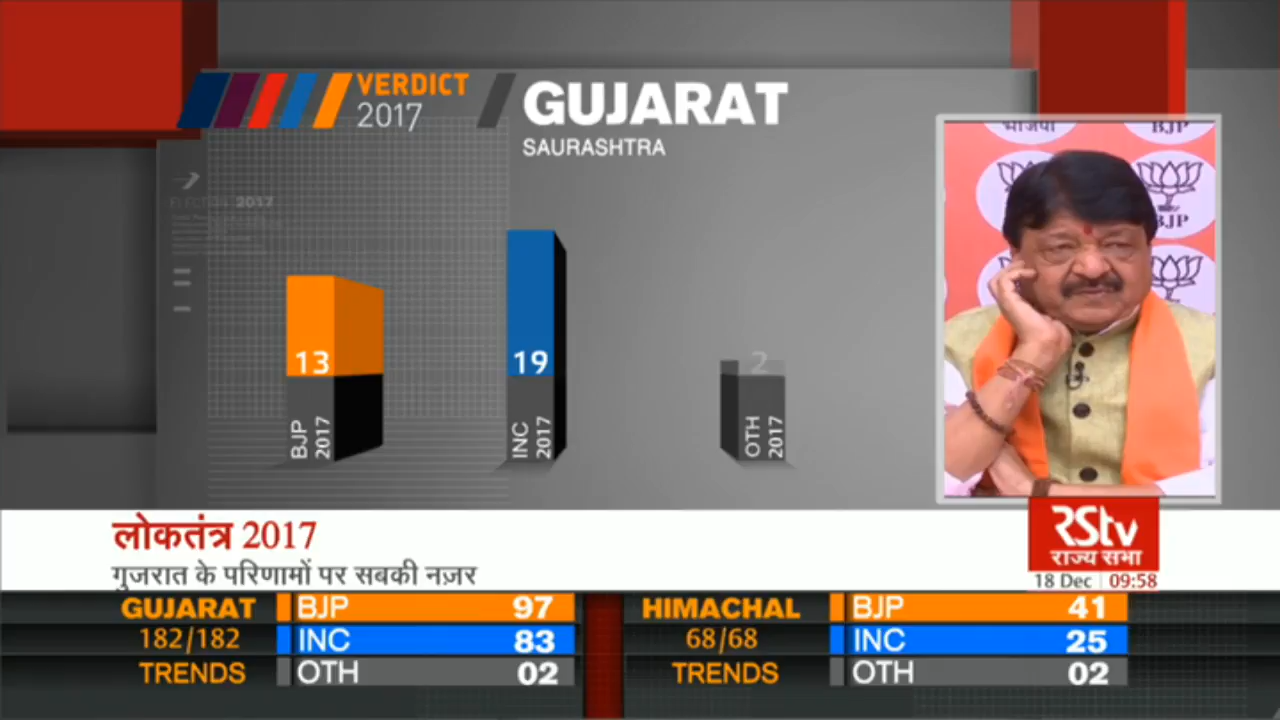 VERDICT
2017
GUJARAT
SAURASHTRA
2017
भाजपा
BJP
BJP
13
19
2
BJP
2017
INC
2017
OTH
2017
लोकतंत्र 2017
गुजरात के परिणामों पर सबकी नज़र
RStv
राज्य सभा
18 Dec 09:58
GUJARAT BJP 97
182/182 INC 83
TRENDS OTH 02
HIMACHAL BJP 41
68/68 INC 25
TRENDS OTH 02